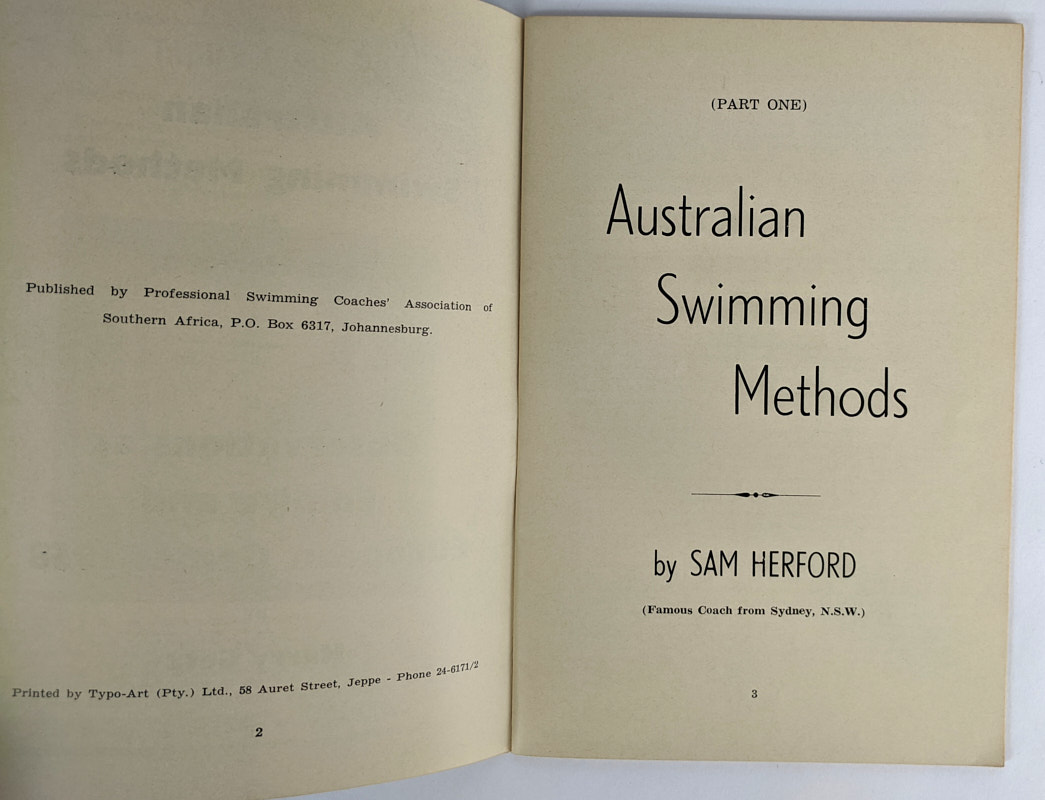 Published by Professional Swimming Coaches' Association of
Southern Africa, P.O. Box 6317, Johannesburg.
Printed by Typo-Art (Pty.) Ltd., 58 Auret Street, Jeppe - Phone 24-6171/2
2
(PART ONE)
Australian
Swimming
Methods
by SAM HERFORD
(Famous Coach from Sydney, N.S.W.)
3